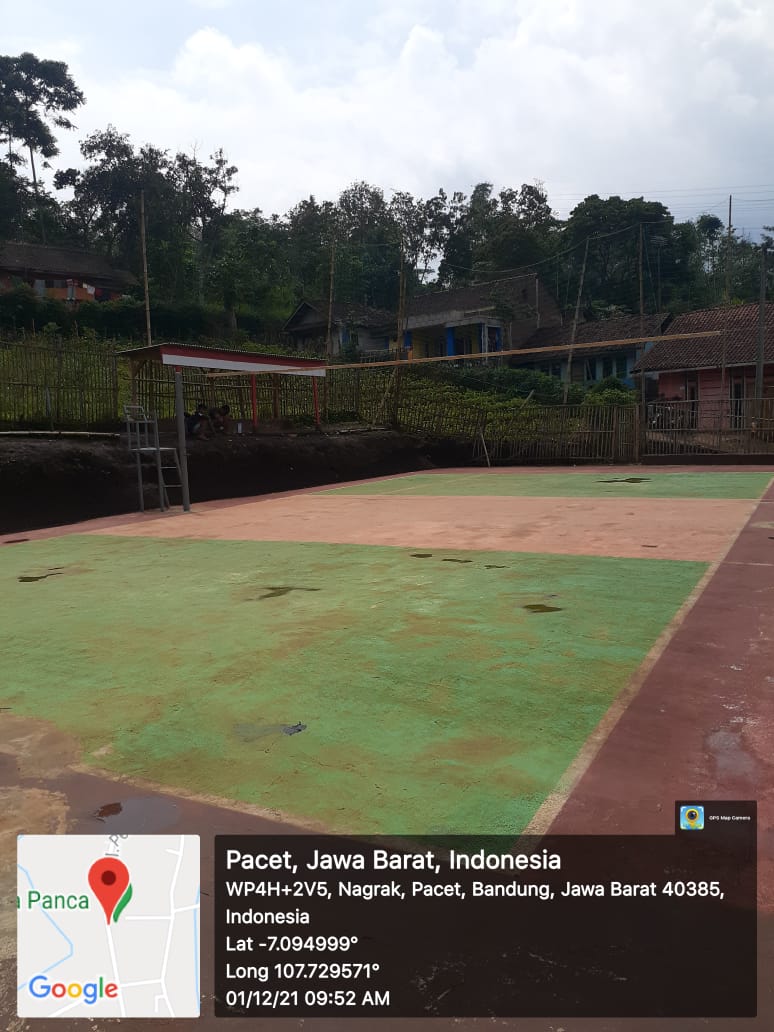 GPS Map Camera
a Panca
Google
Pacet, Jawa Barat, Indonesia
WP4H+2V5, Nagrak, Pacet, Bandung, Jawa Barat 40385,
Indonesia
Lat -7.094999°
Long 107.729571°
01/12/21 09:52 AM